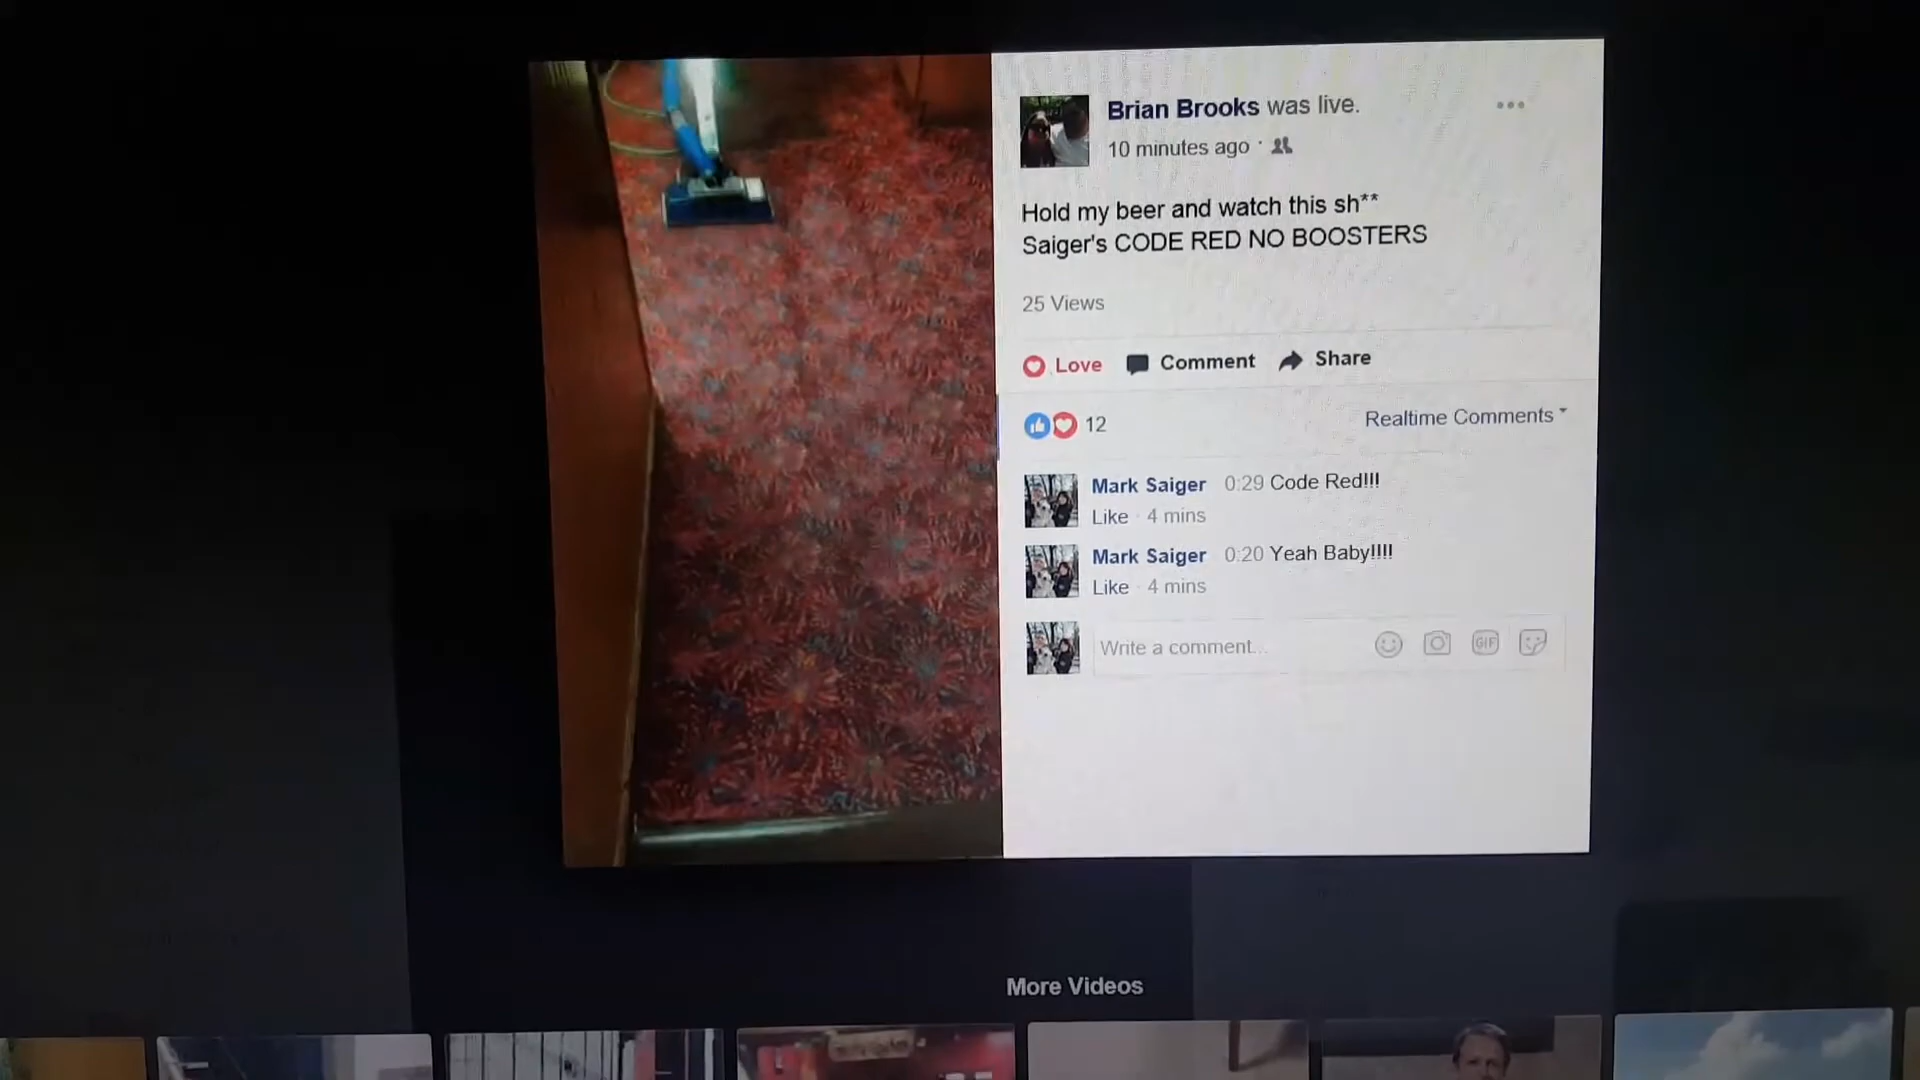 Brian Brooks was live.
10 minutes ago ·
Hold my beer and watch this sh**
Saiger's CODE RED NO BOOSTERS
25 Views
Love Comment Share
12 Realtime Comments
Mark Saiger 0:29 Code Red!!!
Like · 4 mins
Mark Saiger 0:20 Yeah Baby!!!!
Like · 4 mins
Write a comment...
GIF
More Videos